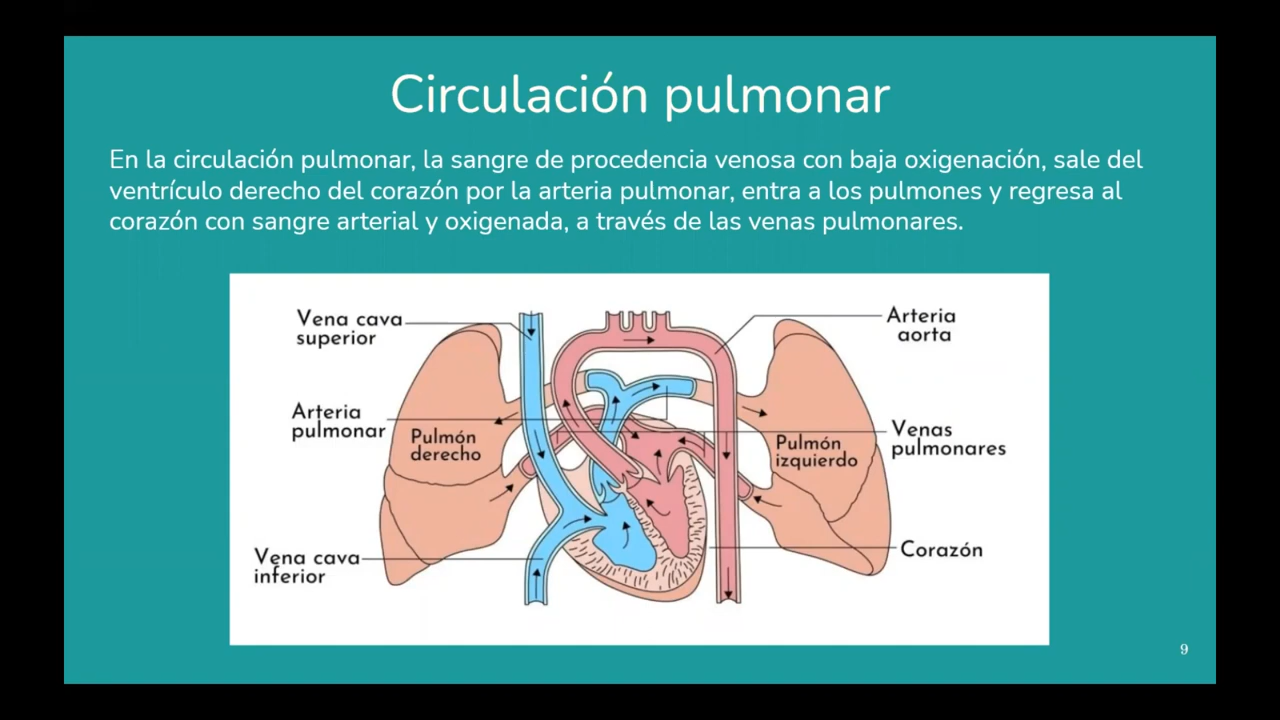 Circulación pulmonar
En la circulación pulmonar, la sangre de procedencia venosa con baja oxigenación, sale del
ventrículo derecho del corazón por la arteria pulmonar, entra a los pulmones y regresa al
corazón con sangre arterial y oxigenada, a través de las venas pulmonares.
Vena cava
superior
Arteria
aorta
Arteria
pulmonar
Pulmón
derecho
Pulmón
izquierdo
Venas
pulmonares
Vena cava
inferior
Corazón
9